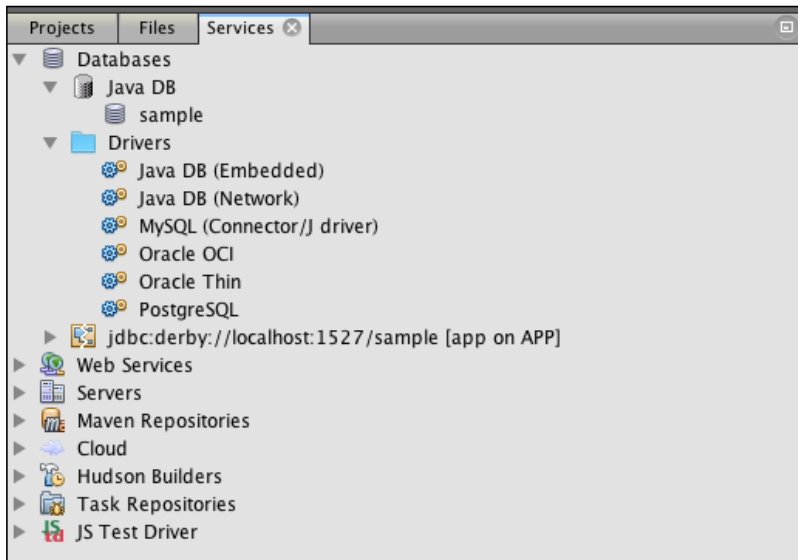 Projects Files Services
Databases
Java DB
sample
Drivers
Java DB (Embedded)
Java DB (Network)
MySQL (Connector/J driver)
Oracle OCI
Oracle Thin
PostgreSQL
jdbc:derby://localhost:1527/sample [app on APP]
Web Services
Servers
Maven Repositories
Cloud
Hudson Builders
Task Repositories
JS Test Driver